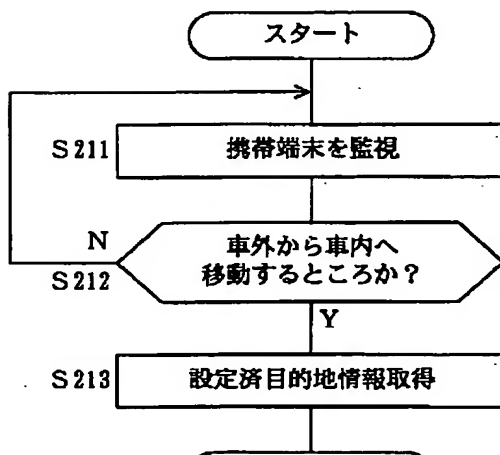 スタート
S211
携帯端末を監視
N
S212
車外から車内へ
移動するところか？
Y
S213
設定済目的地情報取得